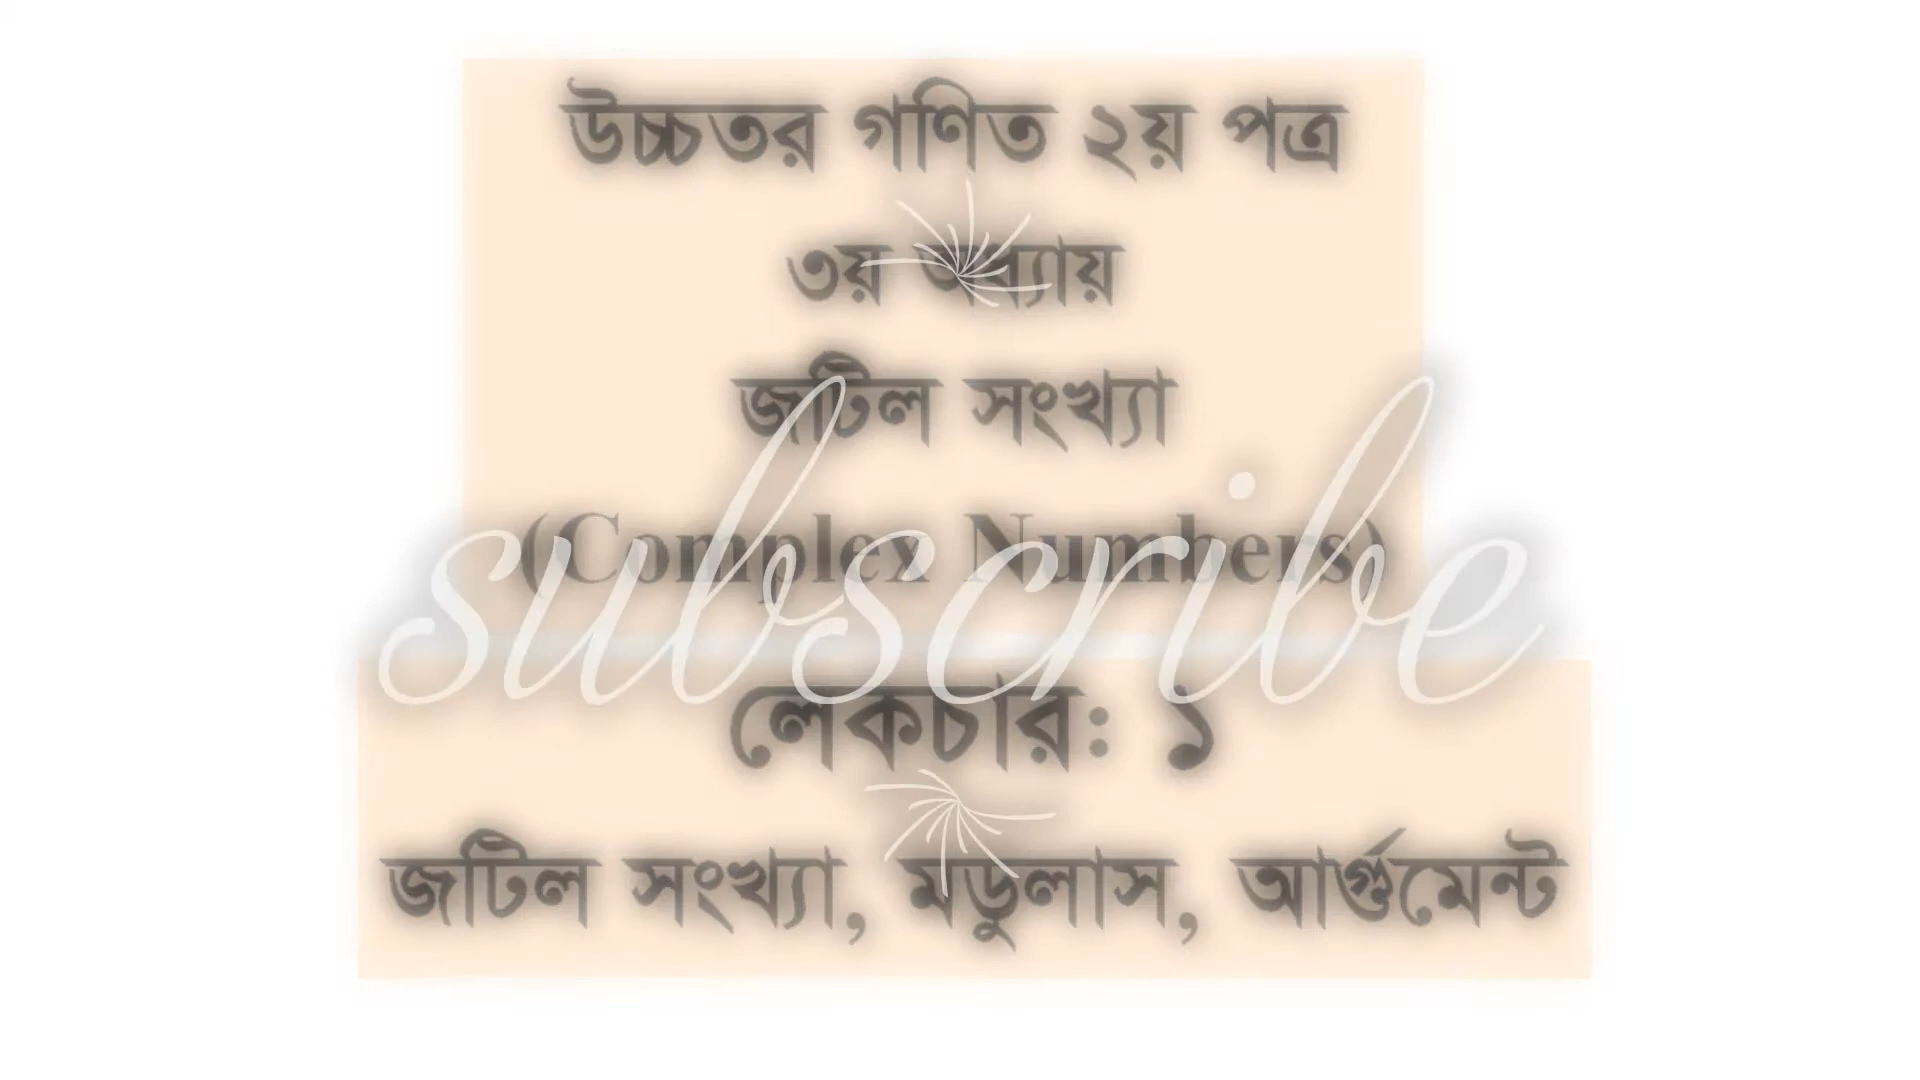 উচ্চতর গণিত ২য় পত্র
৩য় অধ্যায়
জটিল সংখ্যা
(Complex Numbers)
subscribe
লেকচার: ১
জটিল সংখ্যা, মডুলাস, আর্গুমেন্ট